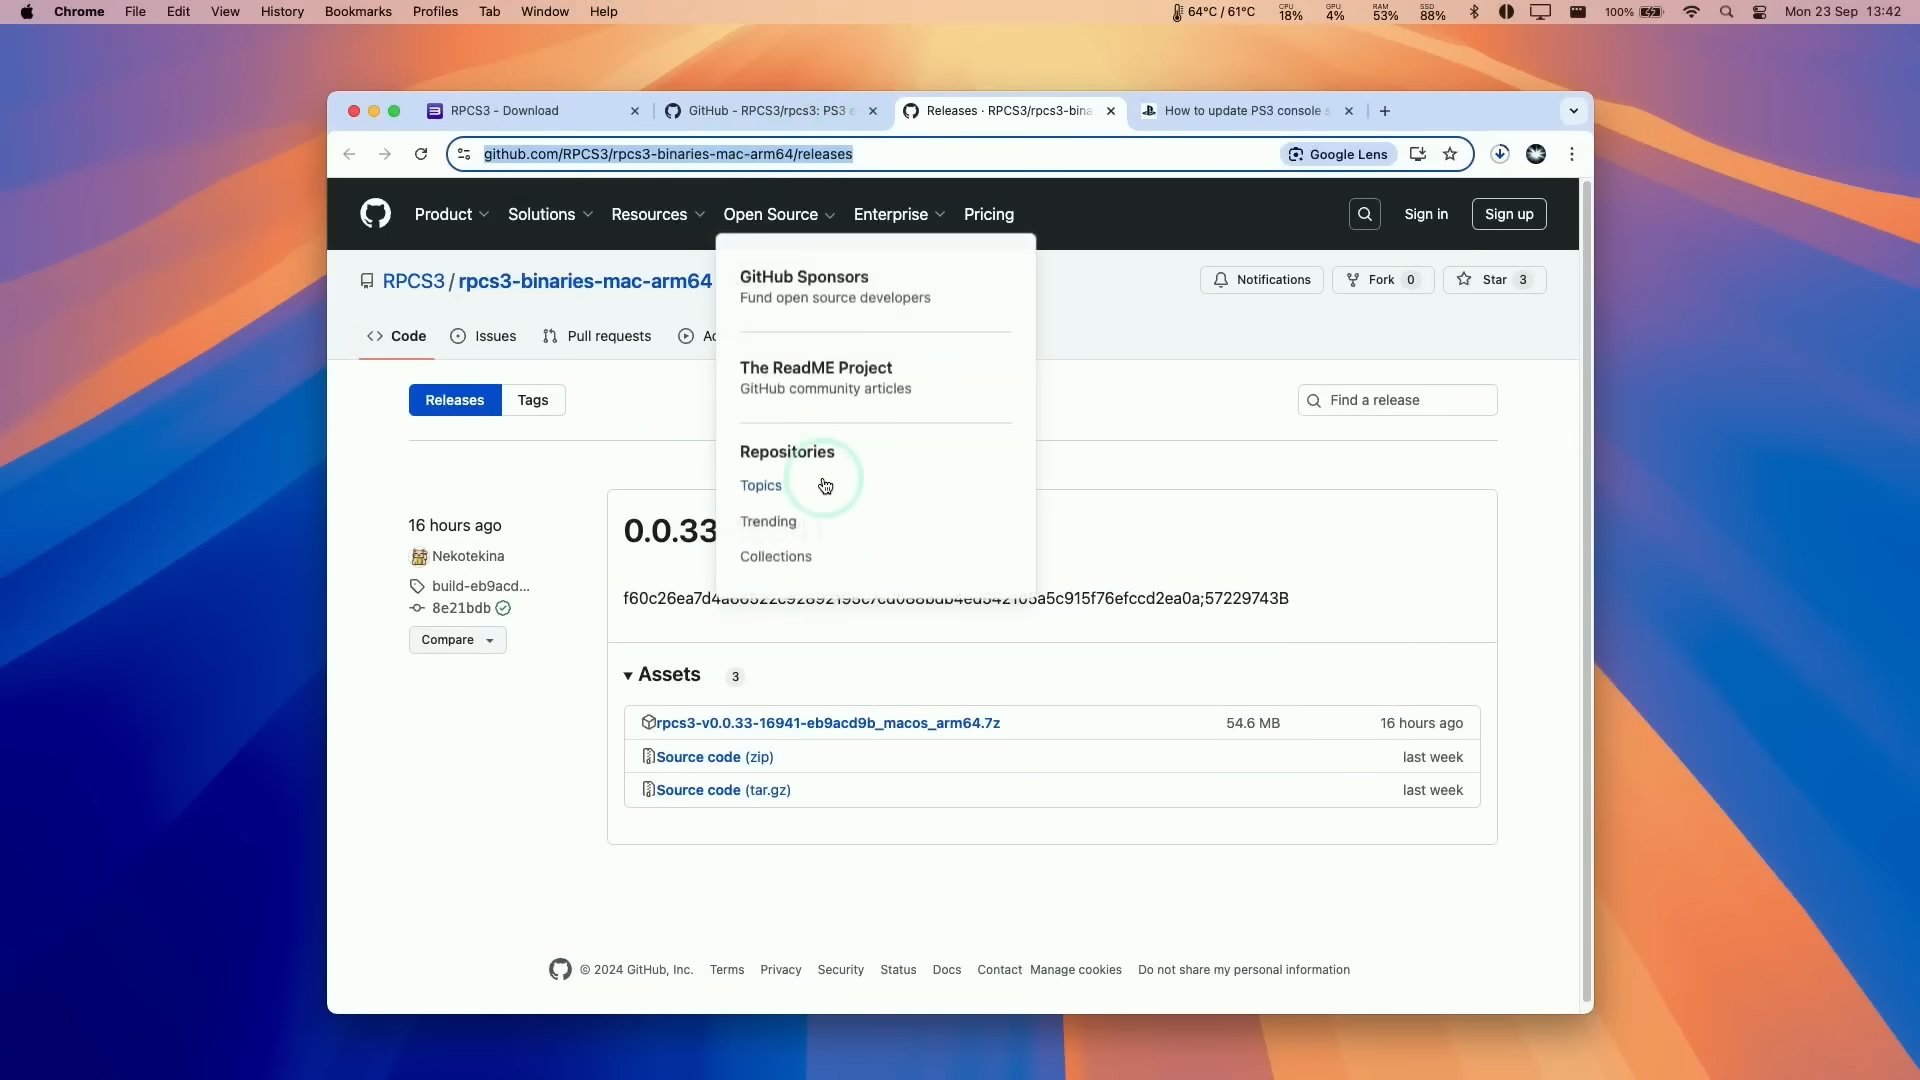 Chrome File Edit View History Bookmarks Profiles Tab Window Help 64°C / 61°C CPU 18% GPU 4% RAM 53% SSD 88% 100% Mon 23 Sep 13:42
RPCS3 - Download GitHub - RPCS3/rpcs3: PS3 e Releases · RPCS3/rpcs3-bina How to update PS3 console s
github.com/RPCS3/rpcs3-binaries-mac-arm64/releases Google Lens
Product Solutions Resources Open Source Enterprise Pricing Sign in Sign up
RPCS3 / rpcs3-binaries-mac-arm64 Notifications Fork 0 Star 3
Code Issues Pull requests
GitHub Sponsors
Fund open source developers
The ReadME Project
GitHub community articles
Repositories
Topics
Trending
Collections
Releases Tags Find a release
16 hours ago
Nekotekina
build-eb9acd...
8e21bdb
Compare
0.0.33
Assets 3
rpcs3-v0.0.33-16941-eb9acd9b_macos_arm64.7z 54.6 MB 16 hours ago
Source code (zip) last week
Source code (tar.gz) last week
© 2024 GitHub, Inc. Terms Privacy Security Status Docs Contact Manage cookies Do not share my personal information